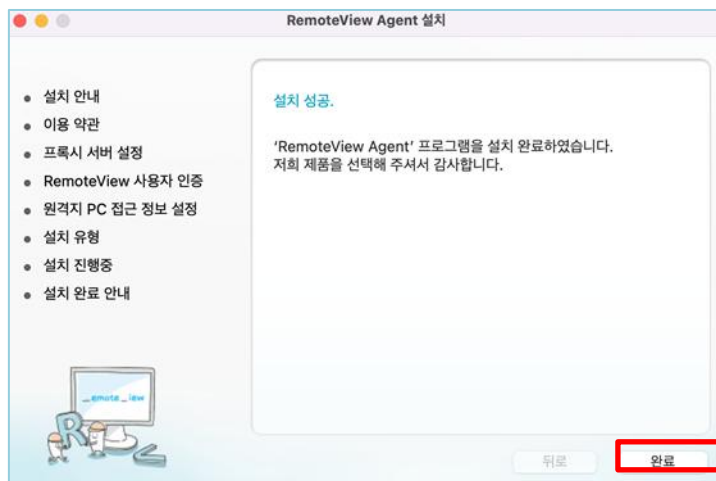 RemoteView Agent 설치
설치 안내
이용 약관
프록시 서버 설정
RemoteView 사용자 인증
원격지 PC 접근 정보 설정
설치 유형
설치 진행중
설치 완료 안내
설치 성공.
‘RemoteView Agent’ 프로그램을 설치 완료하였습니다.
저희 제품을 선택해 주셔서 감사합니다.
_emote _iew
R V
뒤로
완료